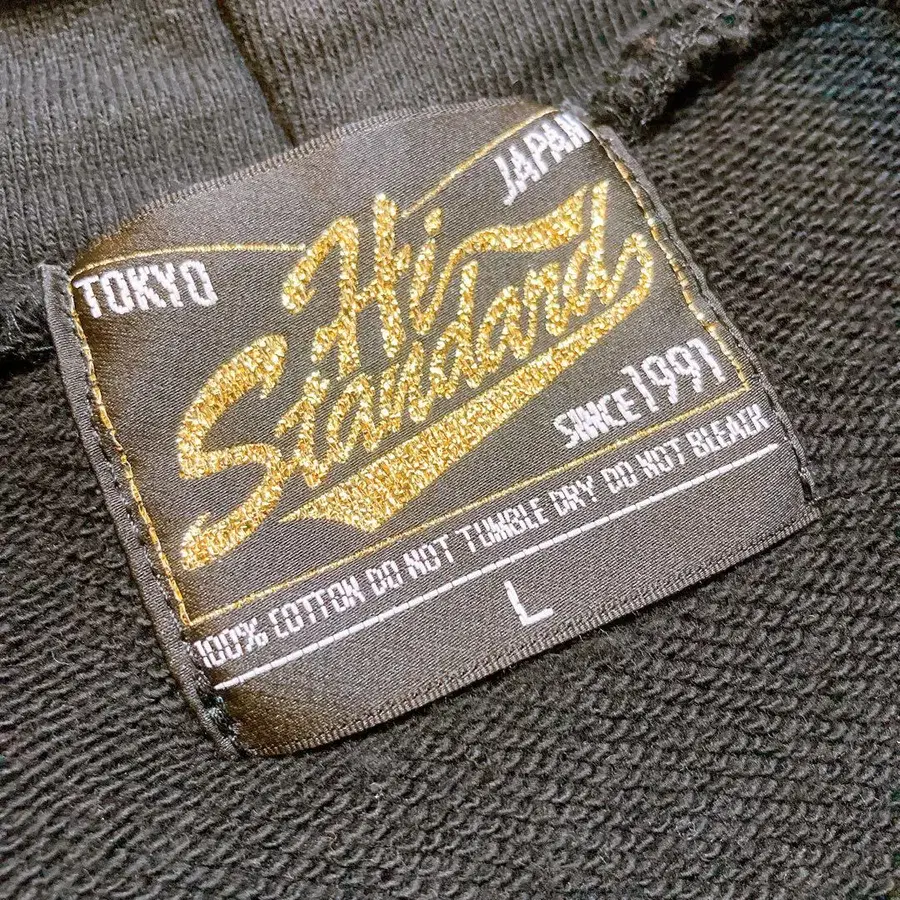 TOKYO
JAPAN
Hi
Standard
SINCE 1991
100% COTTON DO NOT TUMBLE DRY DO NOT BLEACH
L